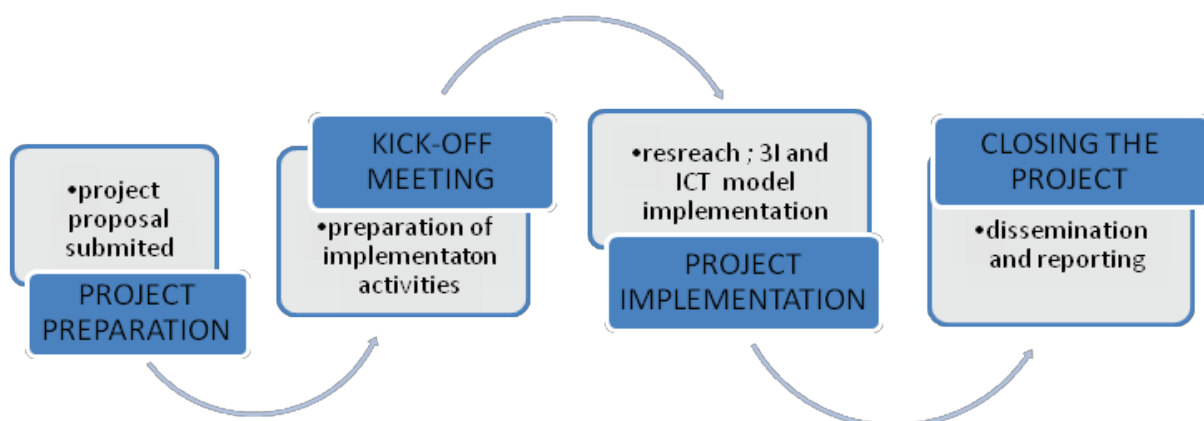 •project
proposal
submited
PROJECT
PREPARATION
KICK-OFF
MEETING
•preparation of
implementaton
activities
•resreach ; 3I and
ICT model
implementation
PROJECT
IMPLEMENTATION
CLOSING THE
PROJECT
•dissemination
and reporting